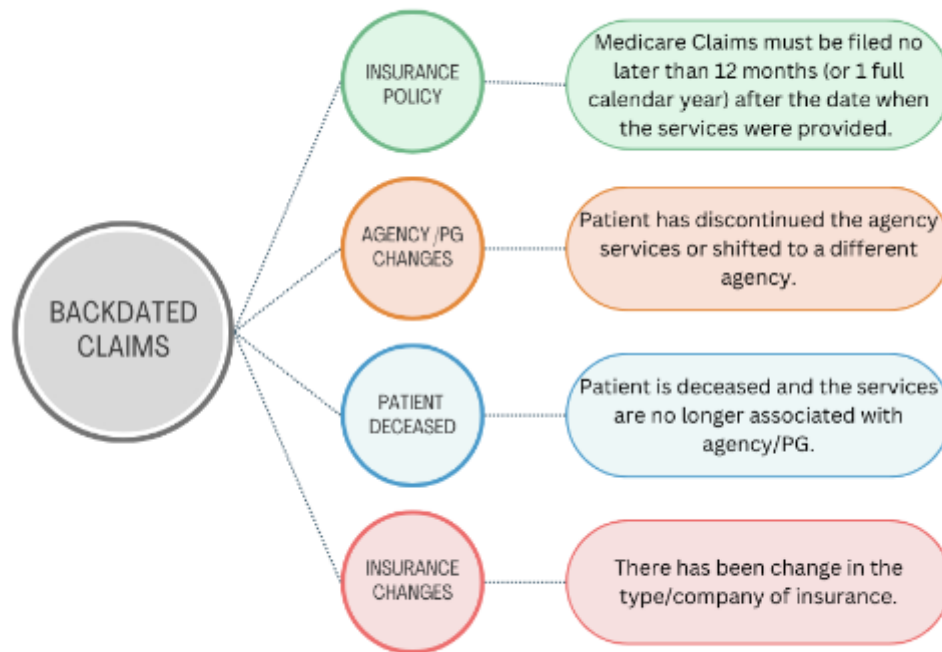 BACKDATED
CLAIMS
INSURANCE
POLICY
Medicare Claims must be filed no
later than 12 months (or 1 full
calendar year) after the date when
the services were provided.
AGENCY/PG
CHANGES
Patient has discontinued the agency
services or shifted to a different
agency.
PATIENT
DECEASED
Patient is deceased and the services
are no longer associated with
agency/PG.
INSURANCE
CHANGES
There has been change in the
type/company of insurance.